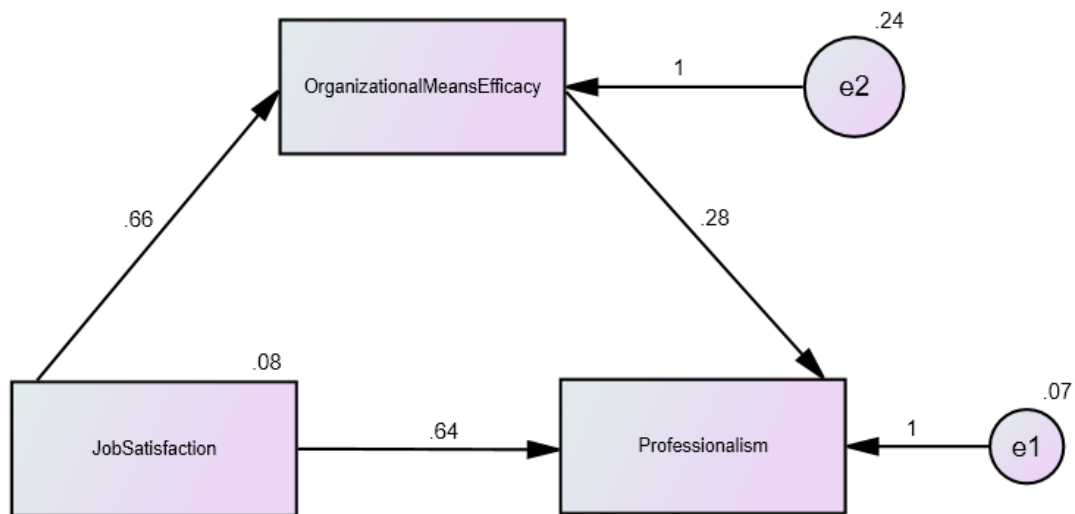 .24
OrganizationalMeansEfficacy
1
e2
.66
.28
.08
.07
JobSatisfaction
.64
Professionalism
1
e1